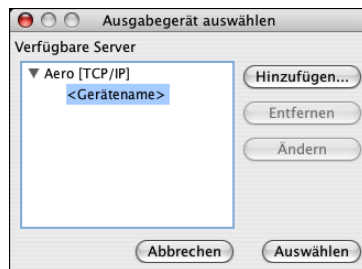 Ausgabegerät auswählen
Verfügbare Server
Aero [TCP/IP]
<Gerätename>
Hinzufügen...
Entfernen
Ändern
Abbrechen
Auswählen